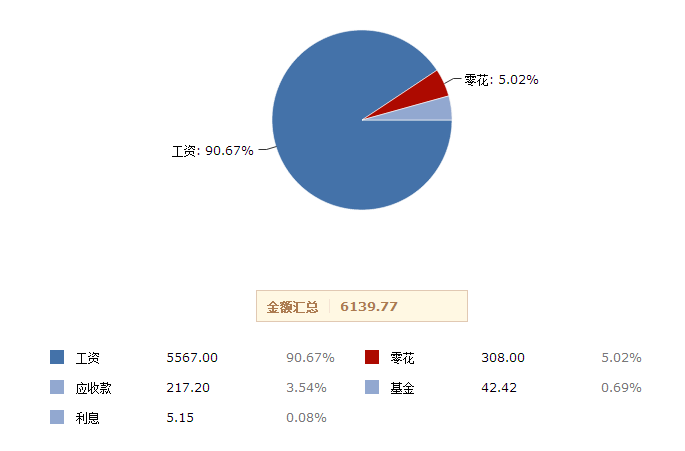 零花: 5.02%
工资: 90.67%
金额汇总 6139.77
工资 5567.00 90.67% 零花 308.00 5.02%
应收款 217.20 3.54% 基金 42.42 0.69%
利息 5.15 0.08%